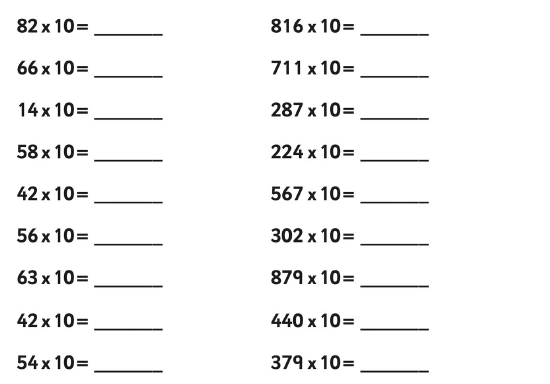 82 x 10 = _______
66 x 10 = _______
14 x 10 = _______
58 x 10 = _______
42 x 10 = _______
56 x 10 = _______
63 x 10 = _______
42 x 10 = _______
54 x 10 = _______
816 x 10 = _______
711 x 10 = _______
287 x 10 = _______
224 x 10 = _______
567 x 10 = _______
302 x 10 = _______
879 x 10 = _______
440 x 10 = _______
379 x 10 = _______